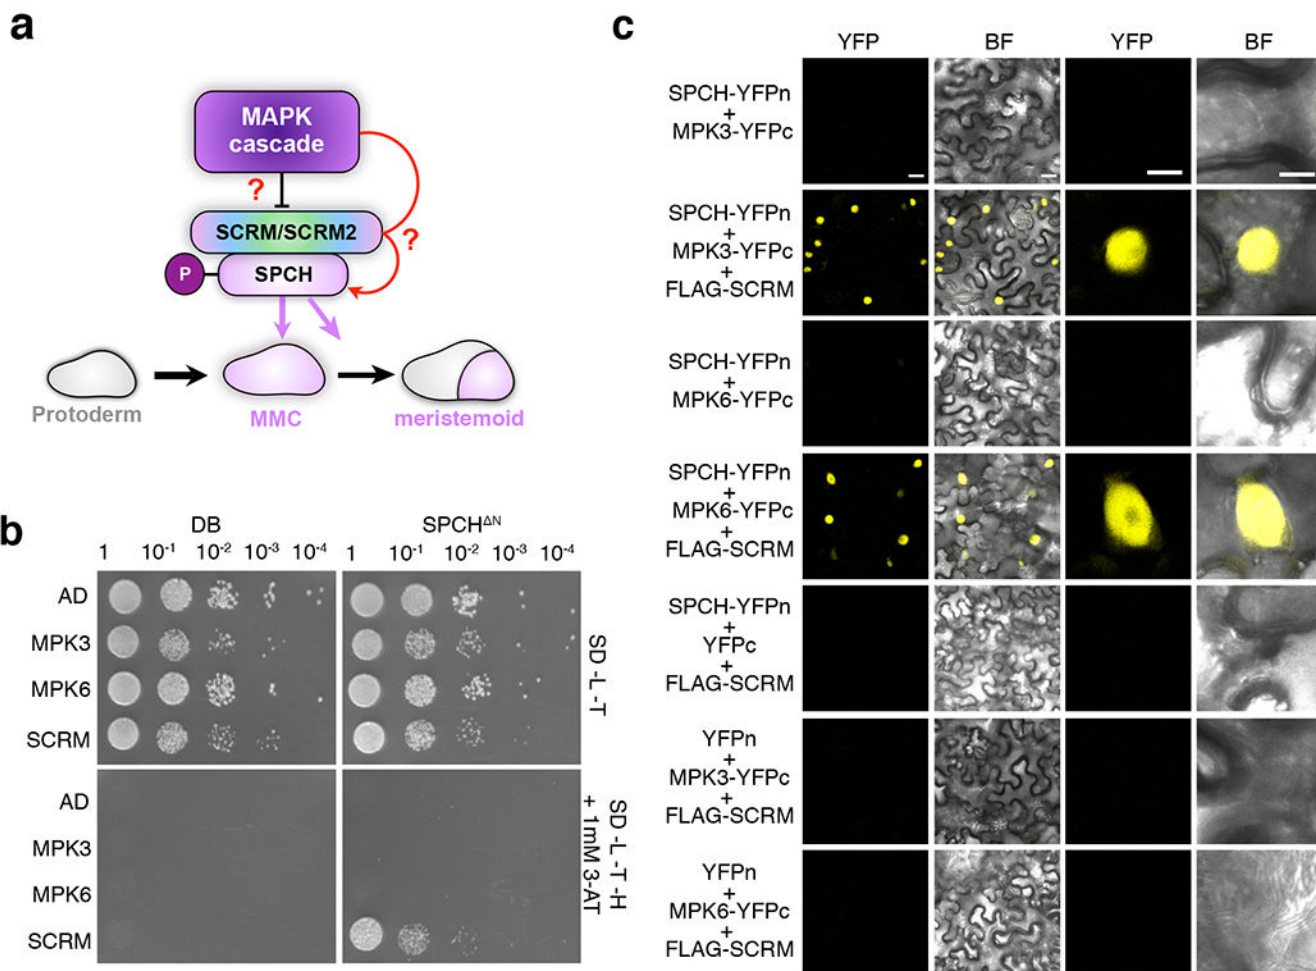 a
MAPK
cascade
?
SCRM/SCRM2
?
P
SPCH
Protoderm
MMC
meristemoid
b
DB
SPCHΔN
1 10-1 10-2 10-3 10-4
1 10-1 10-2 10-3 10-4
AD
MPK3
MPK6
SCRM
SD -L -T
AD
MPK3
MPK6
SCRM
SD -L -T -H
+ 1mM 3-AT
c
YFP BF YFP BF
SPCH-YFPn
+
MPK3-YFPc
SPCH-YFPn
+
MPK3-YFPc
+
FLAG-SCRM
SPCH-YFPn
+
MPK6-YFPc
SPCH-YFPn
+
MPK6-YFPc
+
FLAG-SCRM
SPCH-YFPn
+
YFPc
+
FLAG-SCRM
YFPn
+
MPK3-YFPc
+
FLAG-SCRM
YFPn
+
MPK6-YFPc
+
FLAG-SCRM